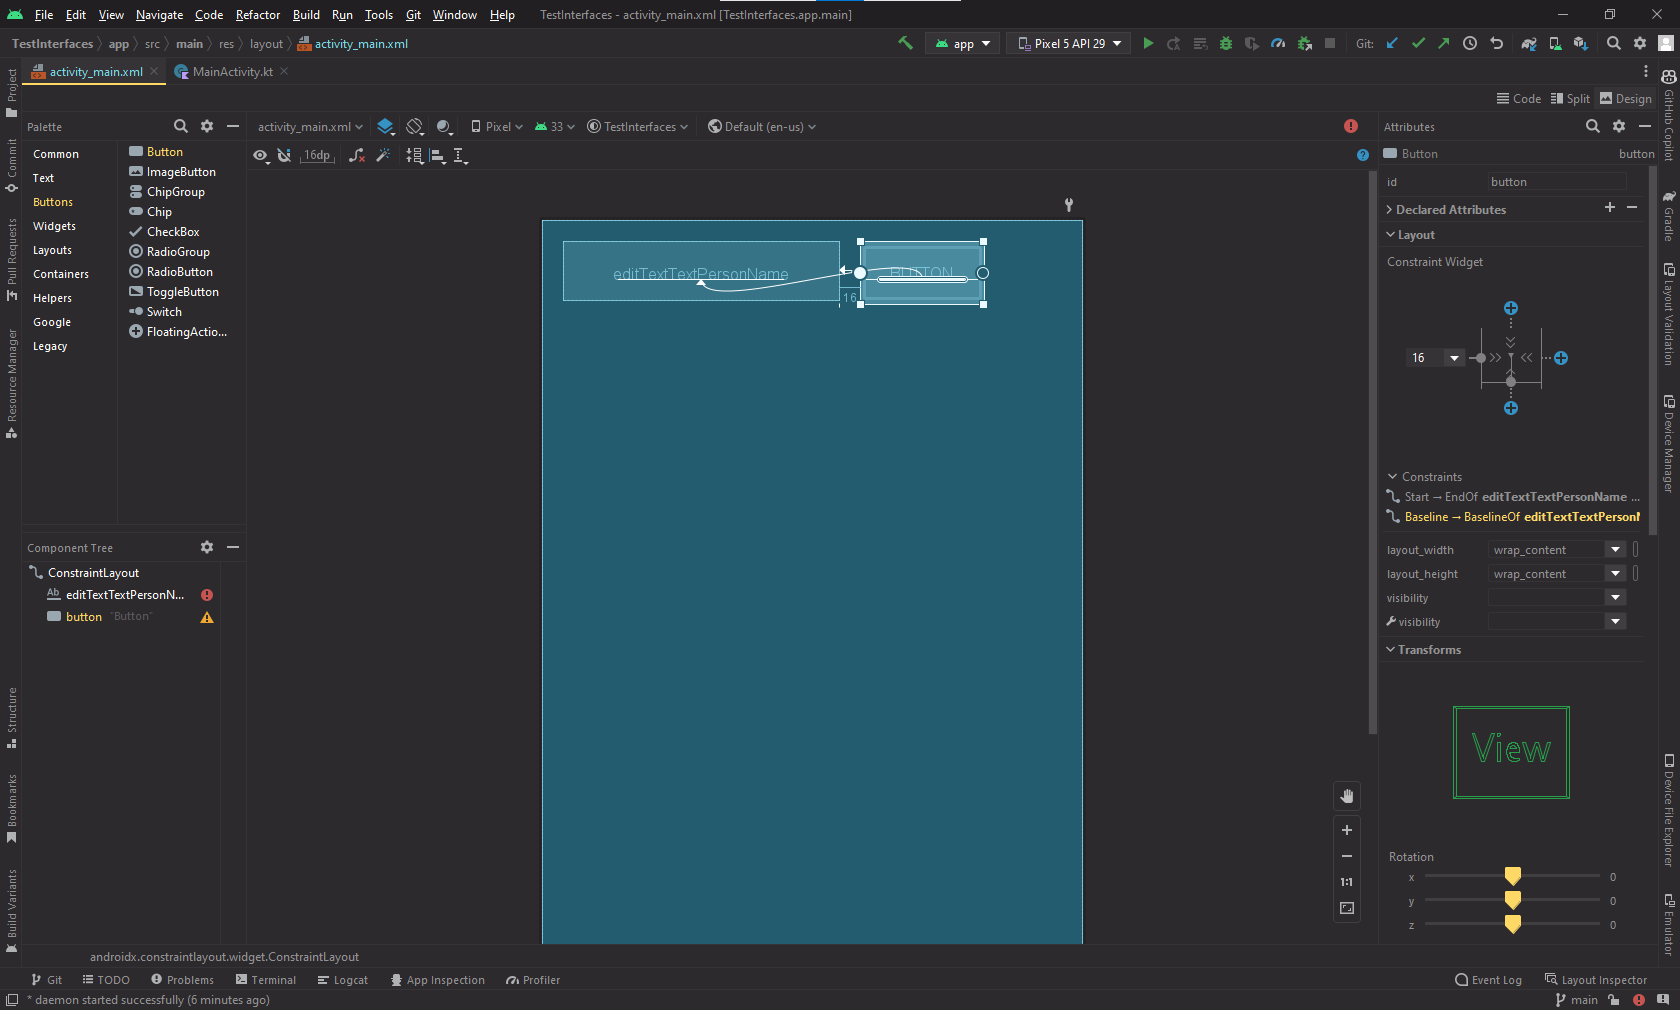 File Edit View Navigate Code Refactor Build Run Tools Git Window Help TestInterfaces - activity_main.xml [TestInterfaces.app.main]
TestInterfaces app src main res layout activity_main.xml app Pixel 5 API 29 Git:
activity_main.xml MainActivity.kt
Code Split Design
Palette
Common
Text
Buttons
Widgets
Layouts
Containers
Helpers
Google
Legacy
Button
ImageButton
ChipGroup
Chip
CheckBox
RadioGroup
RadioButton
ToggleButton
Switch
FloatingActio...
activity_main.xml Pixel 33 TestInterfaces Default (en-us)
16dp
editTextTextPersonName
BUTTON
16
1:1
Component Tree
ConstraintLayout
Ab editTextTextPersonN...
button "Button"
Attributes
Button button
id button
Declared Attributes
Layout
Constraint Widget
16
Constraints
Start → EndOf editTextTextPersonName ...
Baseline → BaselineOf editTextTextPersonN
layout_width wrap_content
layout_height wrap_content
visibility
visibility
Transforms
View
Rotation
x 0
y 0
z 0
Project
Commit
Pull Requests
Resource Manager
Structure
Bookmarks
Build Variants
GitHub Copilot
Gradle
Layout Validation
Device Manager
Device File Explorer
Emulator
androidx.constraintlayout.widget.ConstraintLayout
Git TODO Problems Terminal Logcat App Inspection Profiler Event Log Layout Inspector
* daemon started successfully (6 minutes ago) main